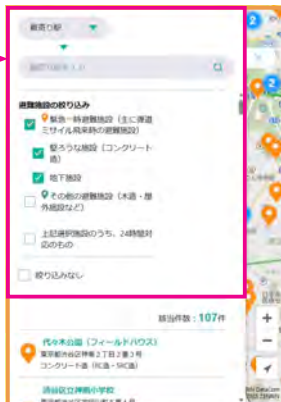 最寄り駅
避難施設の絞り込み
緊急一時避難施設（主に弾道
ミサイル飛来時の避難施設）
堅ろうな施設（コンクリート
造）
地下施設
その他の避難施設（木造・屋
外施設など）
上記選択施設のうち、24時間対
応のもの
絞り込みなし
該当件数：107件
代々木公園（フィールドハウス）
東京都渋谷区神南２丁目２番２号
コンクリート造（RC造・SRC造）
渋谷区立神南小学校
2
2
+
−